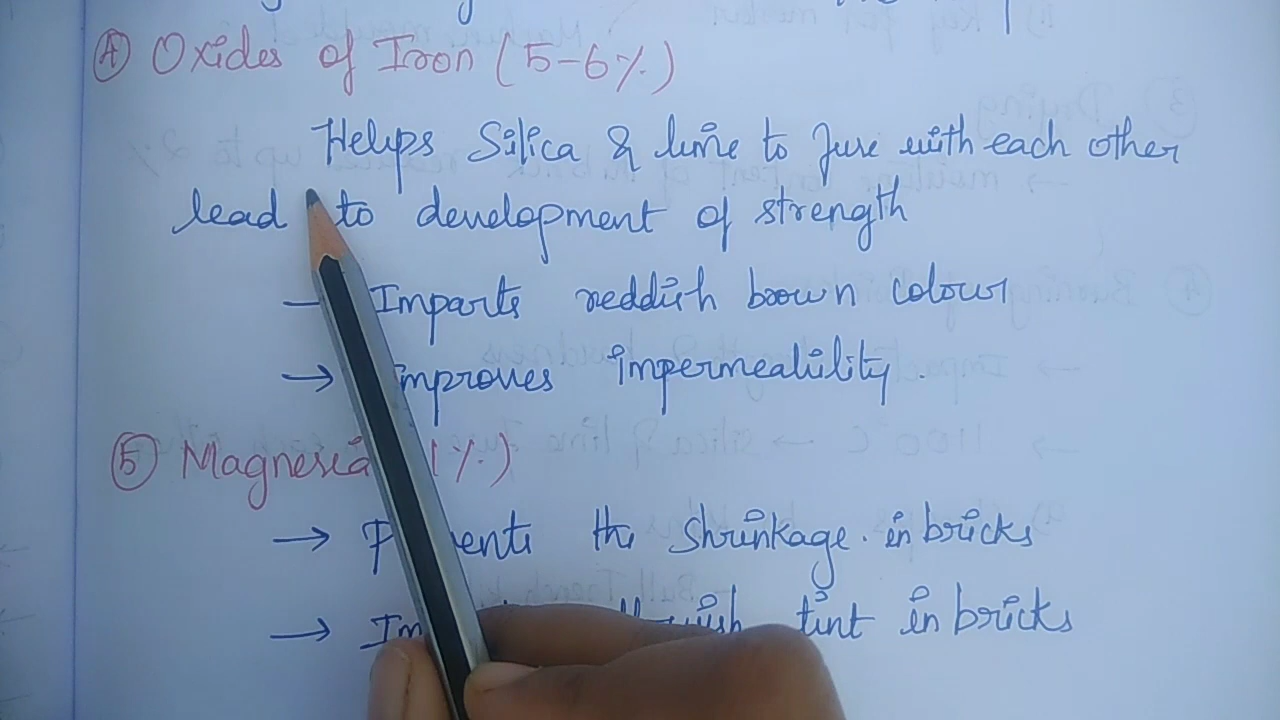 ④ Oxides of Iron (5-6%)
Helps Silica & lime to fuse with each other
lead to development of strength
— Imparts reddish brown colour
→ Improves impermeability.
⑤ Magnesia 1%)
→ the shrinkage. in bricks
→ tint in bricks